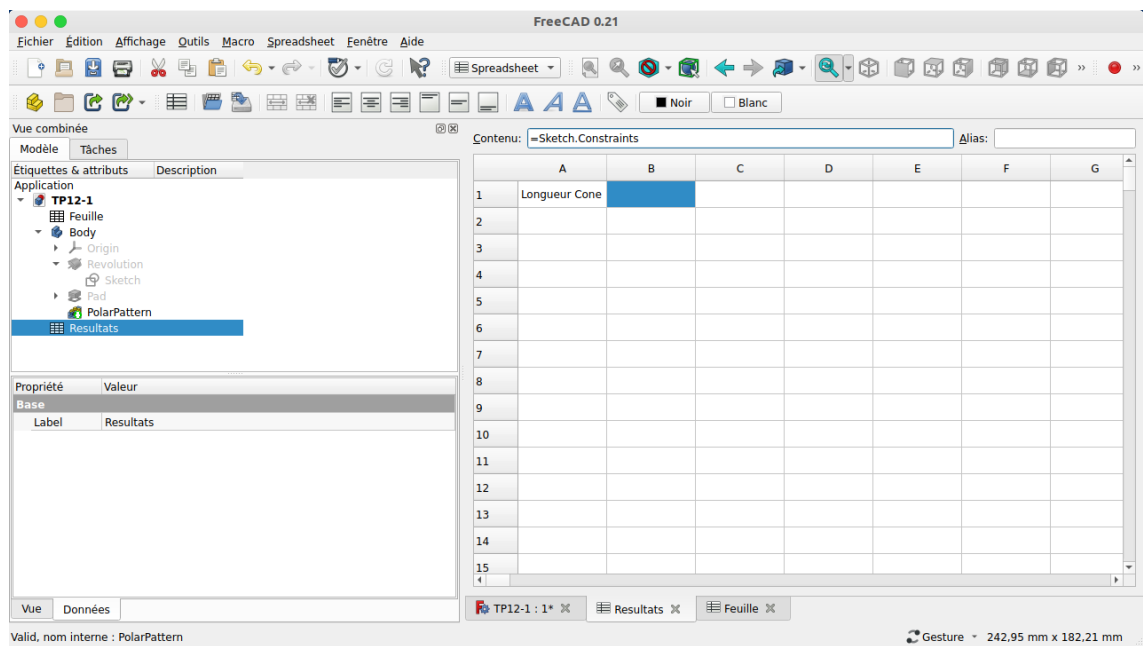 FreeCAD 0.21
Fichier Édition Affichage Outils Macro Spreadsheet Fenêtre Aide
Spreadsheet
Noir Blanc
Vue combinée
Modèle Tâches
Étiquettes & attributs Description
Application
TP12-1
Feuille
Body
Origin
Revolution
Sketch
Pad
PolarPattern
Resultats
Propriété Valeur
Base
Label Resultats
Vue Données
Contenu: =Sketch.Constraints Alias:
A B C D E F G
1 Longueur Cone
2
3
4
5
6
7
8
9
10
11
12
13
14
15
TP12-1 : 1* Resultats Feuille
Valid, nom interne : PolarPattern Gesture 242,95 mm x 182,21 mm